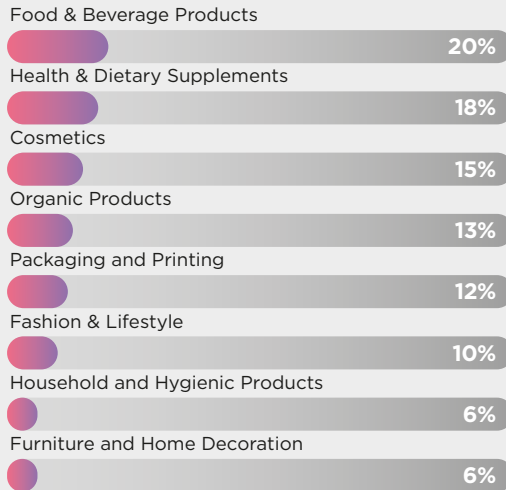 Food & Beverage Products
20%
Health & Dietary Supplements
18%
Cosmetics
15%
Organic Products
13%
Packaging and Printing
12%
Fashion & Lifestyle
10%
Household and Hygienic Products
6%
Furniture and Home Decoration
6%